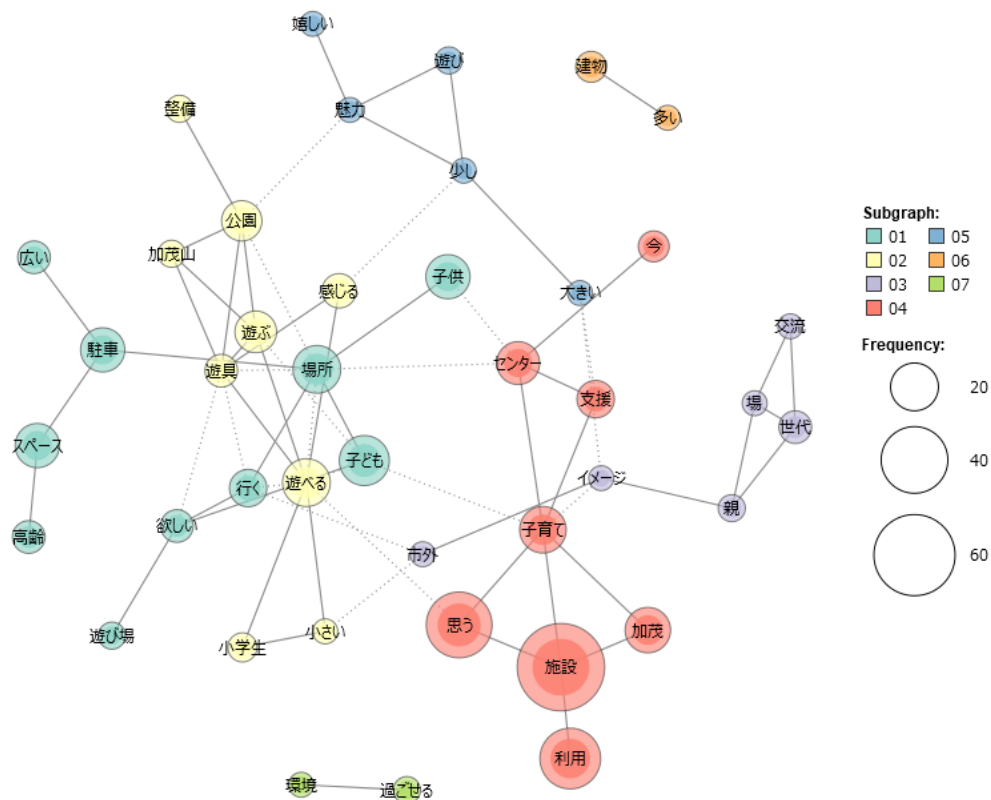 嬉しい
遊び
建物
魅力
整備
多い
少し
公園
今
加茂山
広い
子供
感じる
大きい
交流
遊ぶ
駐車
センター
場所
遊具
支援
場
世代
スペース
子ども
イメージ
遊べる
行く
親
欲しい
子育て
高齢
市外
思う
加茂
小さい
遊び場
小学生
施設
利用
環境
過ごせる
Subgraph:
01 05
02 06
03 07
04
Frequency:
20
40
60